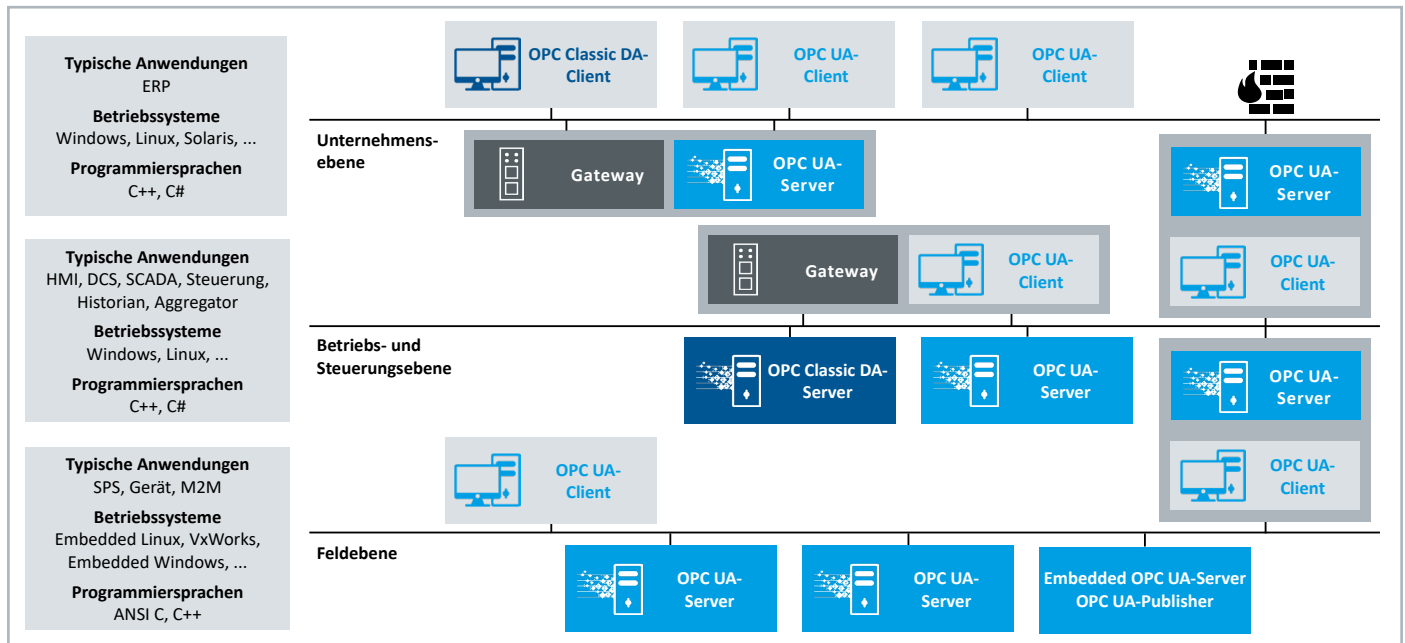 Typische Anwendungen
ERP
Betriebssysteme
Windows, Linux, Solaris, ...
Programmiersprachen
C++, C#
Typische Anwendungen
HMI, DCS, SCADA, Steuerung,
Historian, Aggregator
Betriebssysteme
Windows, Linux, ...
Programmiersprachen
C++, C#
Typische Anwendungen
SPS, Gerät, M2M
Betriebssysteme
Embedded Linux, VxWorks,
Embedded Windows, ...
Programmiersprachen
ANSI C, C++
OPC Classic DA-
Client
OPC UA-
Client
OPC UA-
Client
Unternehmens-
ebene
Gateway
OPC UA-
Server
OPC UA-
Server
Gateway
OPC UA-
Client
OPC UA-
Client
Betriebs- und
Steuerungsebene
OPC Classic DA-
Server
OPC UA-
Server
OPC UA-
Server
OPC UA-
Client
OPC UA-
Client
Feldebene
OPC UA-
Server
OPC UA-
Server
Embedded OPC UA-Server
OPC UA-Publisher